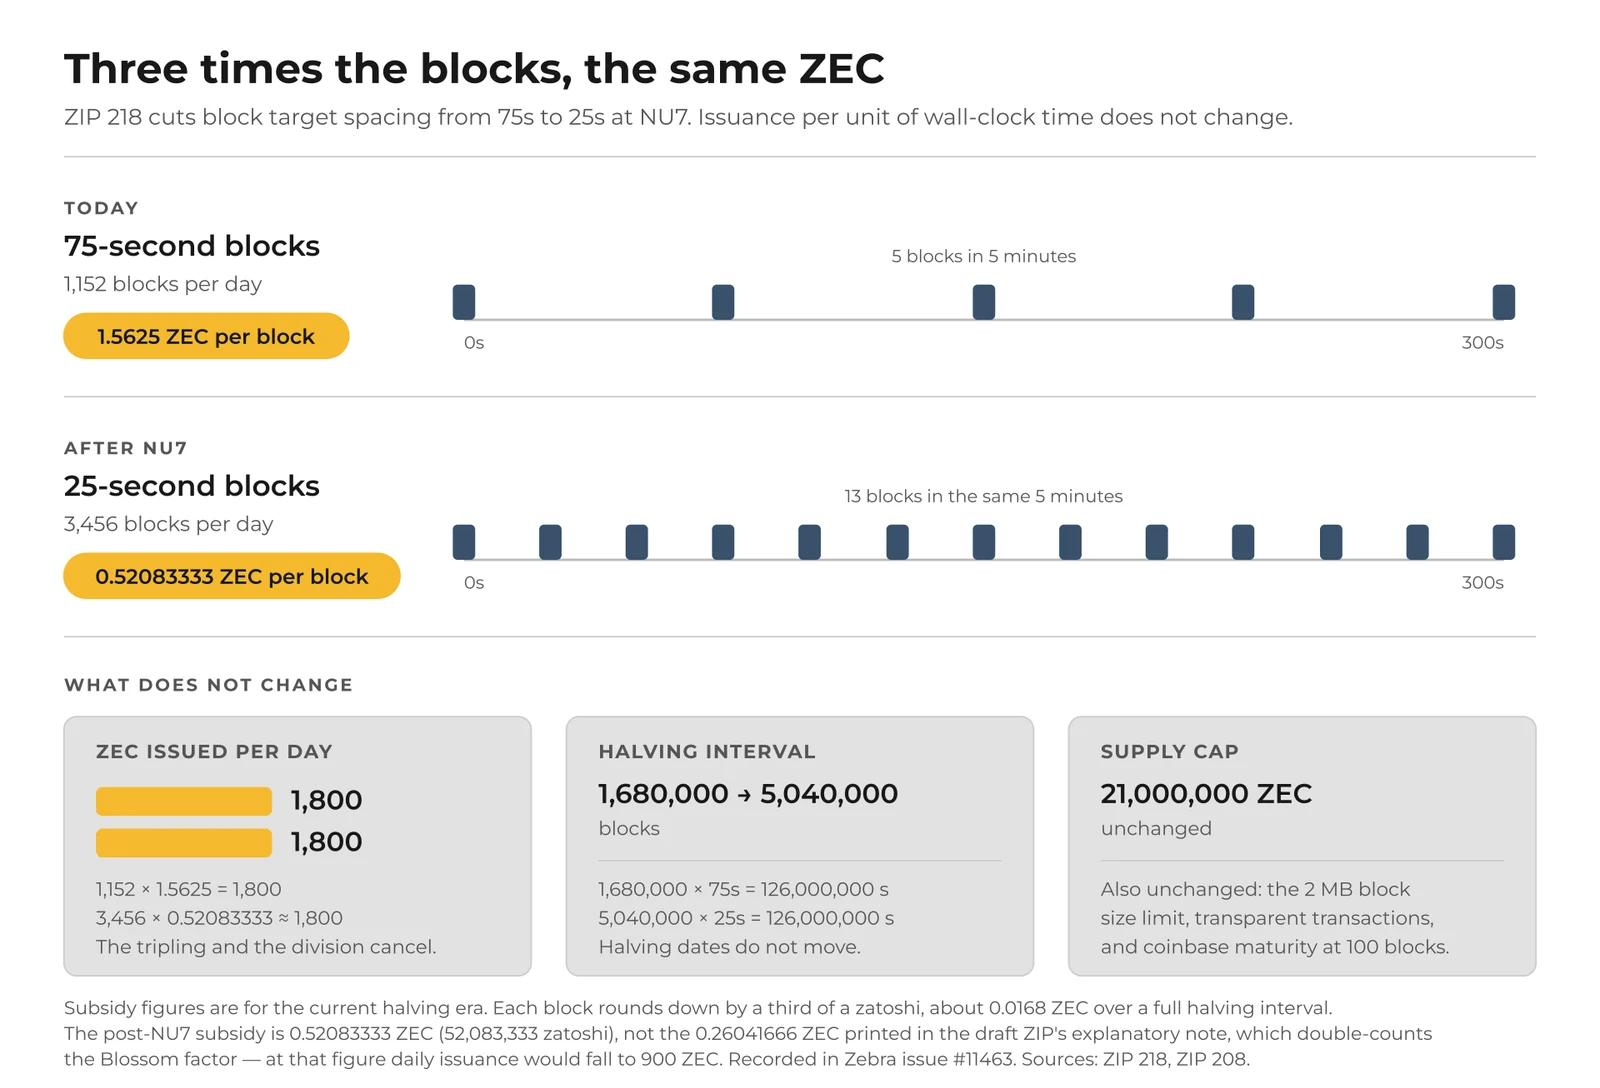 Three times the blocks, the same ZEC
ZIP 218 cuts block target spacing from 75s to 25s at NU7. Issuance per unit of wall-clock time does not change.
TODAY
75-second blocks
1,152 blocks per day
1.5625 ZEC per block
5 blocks in 5 minutes
0s
300s
AFTER NU7
25-second blocks
3,456 blocks per day
0.52083333 ZEC per block
13 blocks in the same 5 minutes
0s
300s
WHAT DOES NOT CHANGE
ZEC ISSUED PER DAY
1,800
1,800
1,152 × 1.5625 = 1,800
3,456 × 0.52083333 ≈ 1,800
The tripling and the division cancel.
HALVING INTERVAL
1,680,000 → 5,040,000
blocks
1,680,000 × 75s = 126,000,000 s
5,040,000 × 25s = 126,000,000 s
Halving dates do not move.
SUPPLY CAP
21,000,000 ZEC
unchanged
Also unchanged: the 2 MB block
size limit, transparent transactions,
and coinbase maturity at 100 blocks.
Subsidy figures are for the current halving era. Each block rounds down by a third of a zatoshi, about 0.0168 ZEC over a full halving interval.
The post-NU7 subsidy is 0.52083333 ZEC (52,083,333 zatoshi), not the 0.26041666 ZEC printed in the draft ZIP's explanatory note, which double-counts
the Blossom factor — at that figure daily issuance would fall to 900 ZEC. Recorded in Zebra issue #11463. Sources: ZIP 218, ZIP 208.